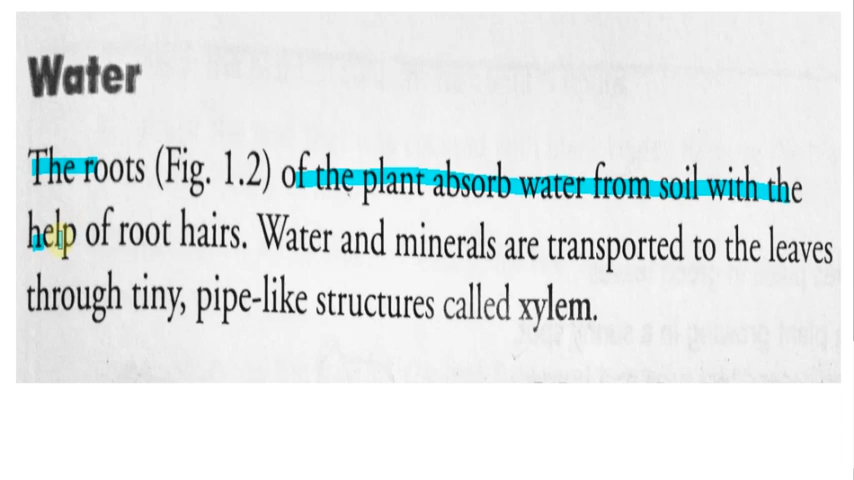 Water
The roots (Fig. 1.2) of the plant absorb water from soil with the
help of root hairs. Water and minerals are transported to the leaves
through tiny, pipe-like structures called xylem.